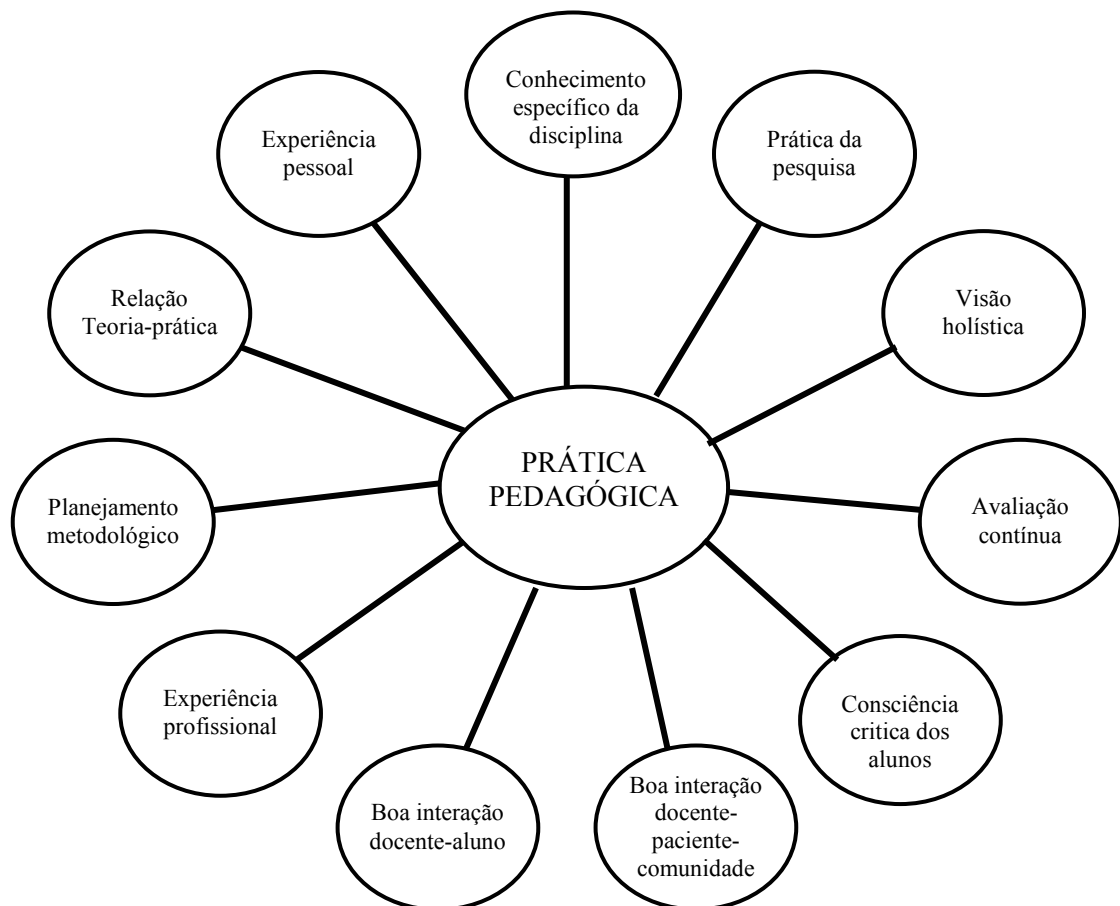 Conhecimento
específico da
disciplina
Experiência
pessoal
Prática da
pesquisa
Relação
Teoria-prática
Visão
holística
PRÁTICA
PEDAGÓGICA
Planejamento
metodológico
Avaliação
contínua
Experiência
profissional
Consciência
critica dos
alunos
Boa interação
docente-aluno
Boa interação
docente-
paciente-
comunidade